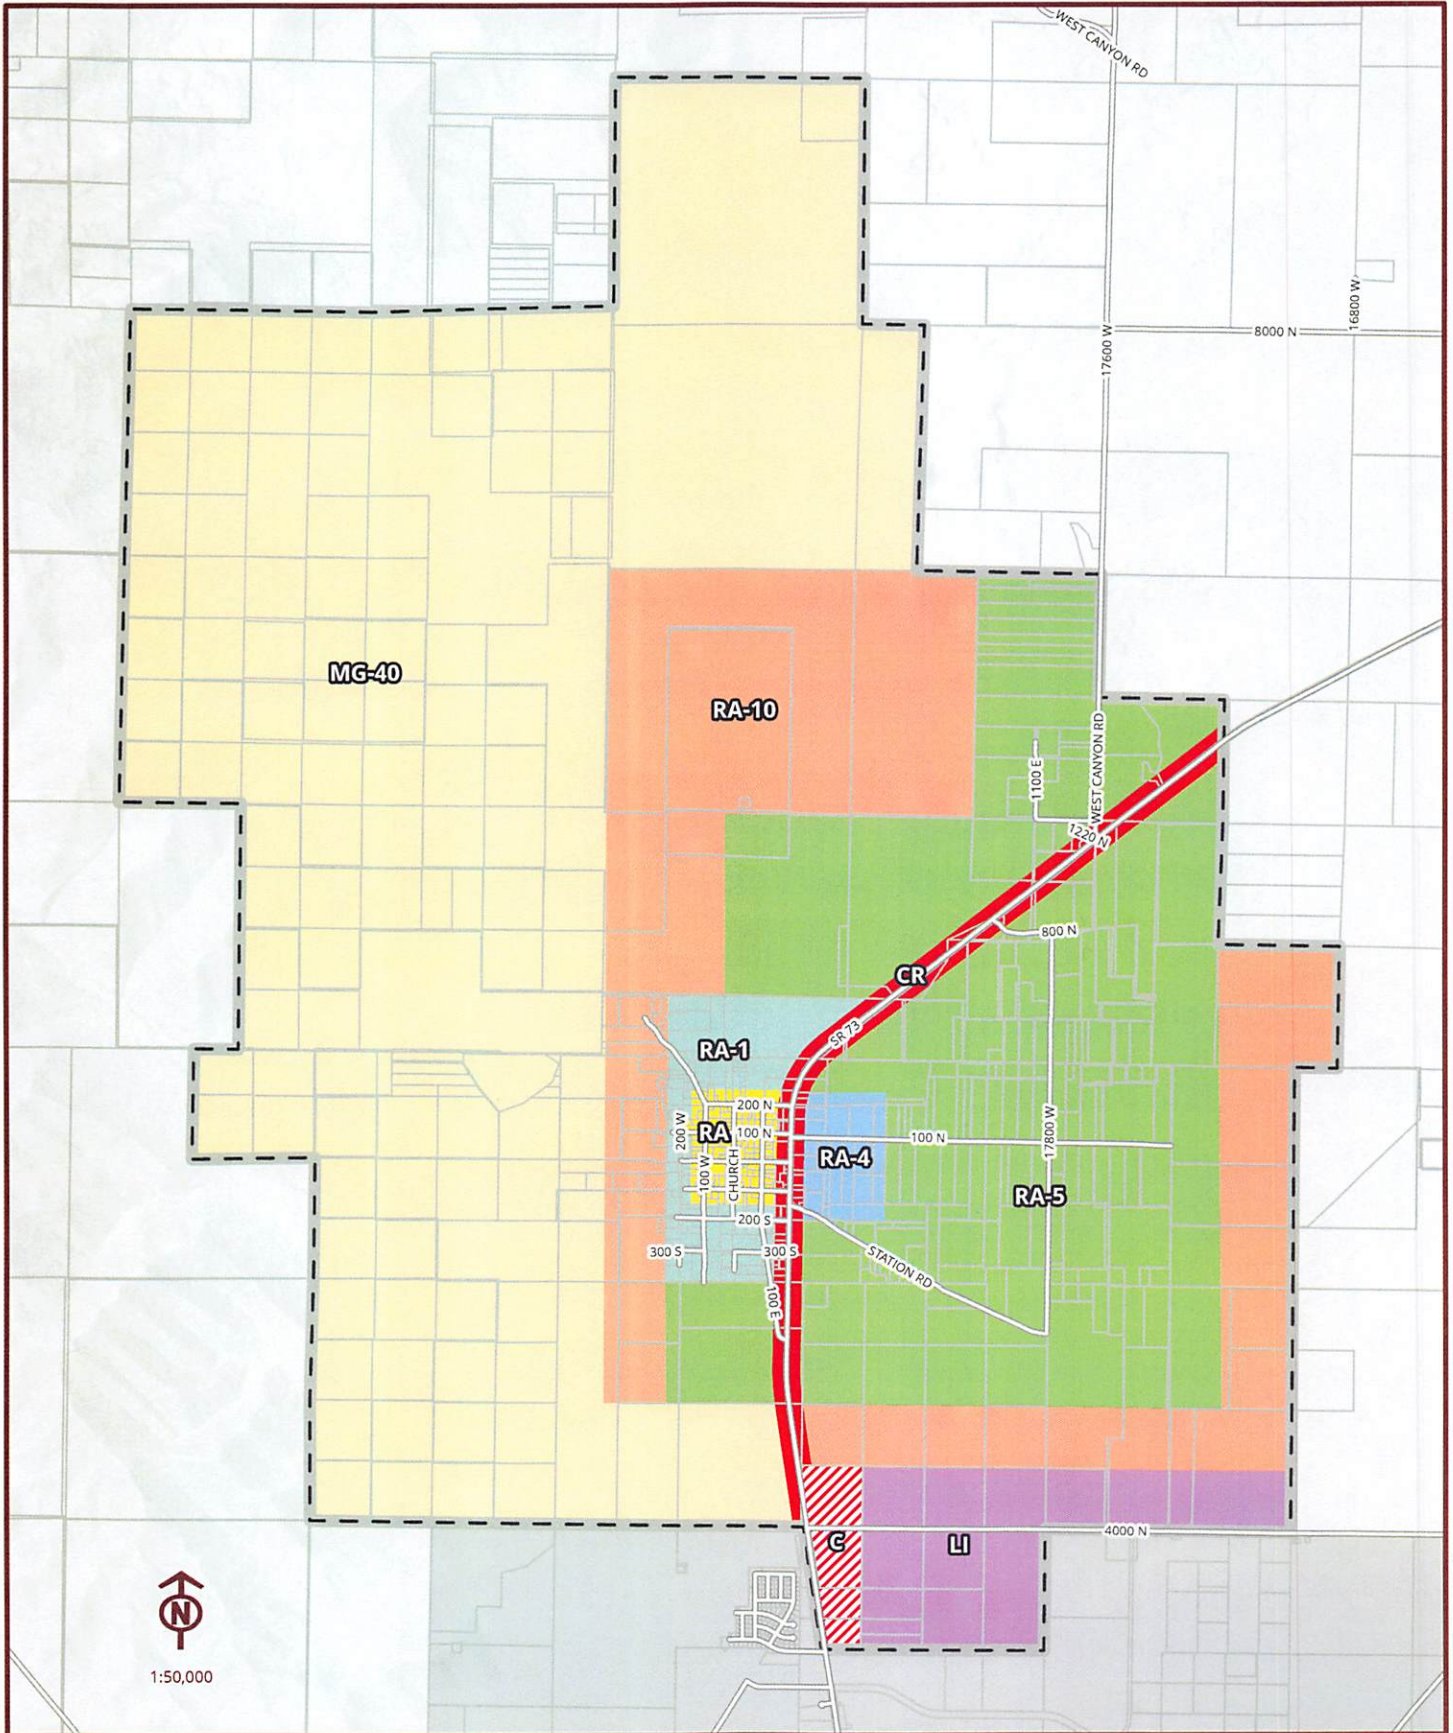 WEST CANYON RD
16800 W
8000 N
17600 W
MG-40
RA-10
WEST CANYON RD
1100 E
1220 N
800 N
CR
SR 73
RA-1
200 N
200 W
RA
100 N
100 N
17800 W
RA-4
100 W
CHURCH
RA-5
200 S
300 S
300 S
STATION RD
100 E
4000 N
C
LI
N
1:50,000